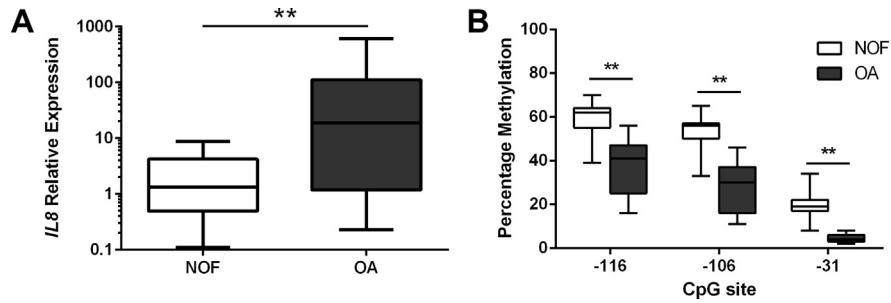 A
**
IL8 Relative Expression
1000
100
10
1
0.1
NOF
OA
B
NOF
OA
Percentage Methylation
100
80
60
40
20
0
**
**
**
-116
-106
-31
CpG site